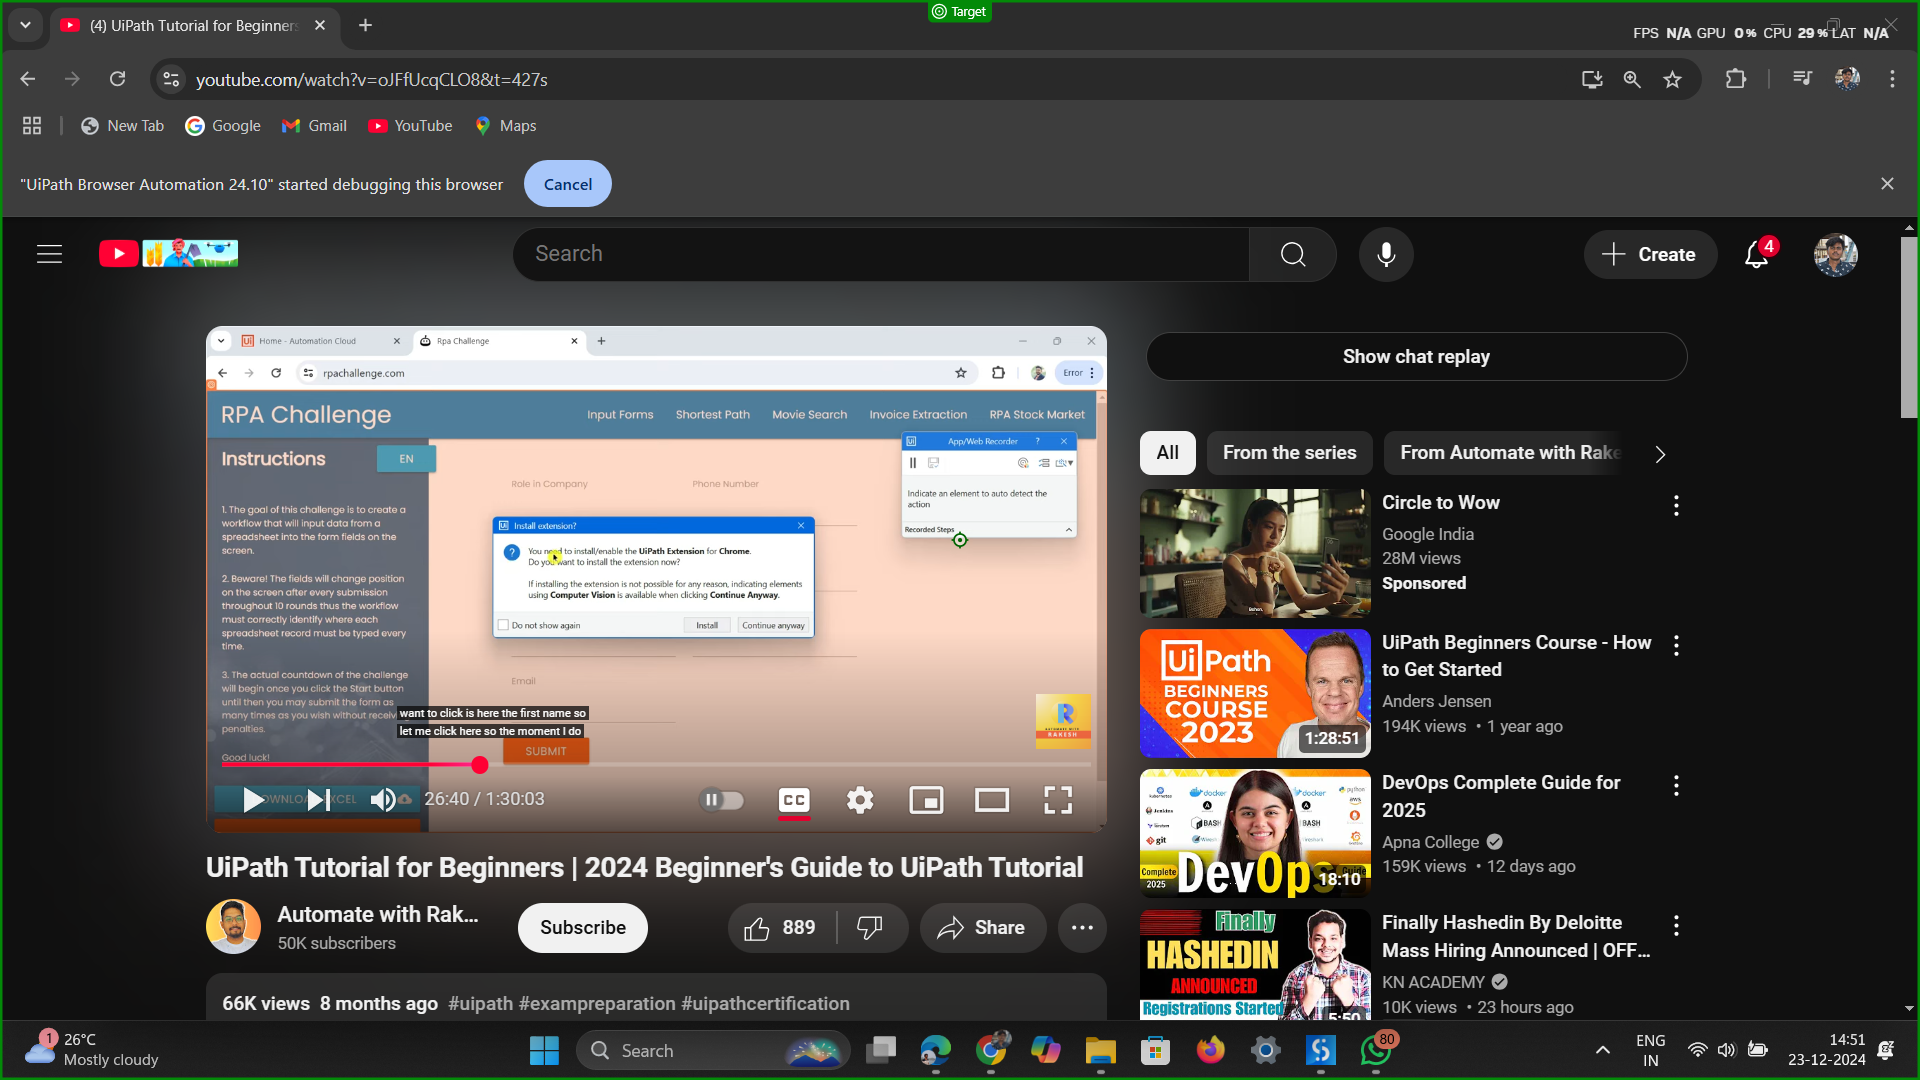 Target
(4) UiPath Tutorial for Beginners
FPS N/A GPU 0% CPU 29% LAT N/A
youtube.com/watch?v=oJFfUcqCLO8&t=427s
New Tab
Google
Gmail
YouTube
Maps
"UiPath Browser Automation 24.10" started debugging this browser
Cancel
Search
Create
4
Home - Automation Cloud
Rpa Challenge
rpachallenge.com
Error
RPA Challenge
Input Forms
Shortest Path
Movie Search
Invoice Extraction
RPA Stock Market
Instructions
EN
1. The goal of this challenge is to create a
workflow that will input data from a
spreadsheet into the form fields on the
screen.
2. Beware! The fields will change position
on the screen after every submission
throughout 10 rounds thus the workflow
must correctly identify where each
spreadsheet record must be typed every
time.
3. The actual countdown of the challenge
will begin once you click the Start button
until then you may submit the form as
many times as you wish without receiv
penalties.
Good luck!
Role in Company
Phone Number
App/Web Recorder
Indicate an element to auto detect the
action
Recorded Steps
Install extension?
You need to install/enable the UiPath Extension for Chrome.
Do you want to install the extension now?
If installing the extension is not possible for any reason, indicating elements
using Computer Vision is available when clicking Continue Anyway.
Do not show again
Install
Continue anyway
Email
want to click is here the first name so
let me click here so the moment I do
SUBMIT
R
AUTOMATE WITH
RAKESH
26:40 / 1:30:03
CC
UiPath Tutorial for Beginners | 2024 Beginner's Guide to UiPath Tutorial
Automate with Rak...
50K subscribers
Subscribe
889
Share
66K views 8 months ago #uipath #exampreparation #uipathcertification
Show chat replay
All
From the series
From Automate with Rake
Circle to Wow
Google India
28M views
Sponsored
UiPath
BEGINNERS
COURSE
2023
1:28:51
UiPath Beginners Course - How
to Get Started
Anders Jensen
194K views • 1 year ago
kubernetes
docker
docker
python
Jenkins
BASH
BASH
git
Complete
2025
DevOps
18:10
DevOps Complete Guide for
2025
Apna College
159K views • 12 days ago
Finally
HASHEDIN
ANNOUNCED
Registrations Started
5:50
Finally Hashedin By Deloitte
Mass Hiring Announced | OFF...
KN ACADEMY
10K views • 23 hours ago
1
26°C
Mostly cloudy
Search
80
ENG
IN
14:51
23-12-2024